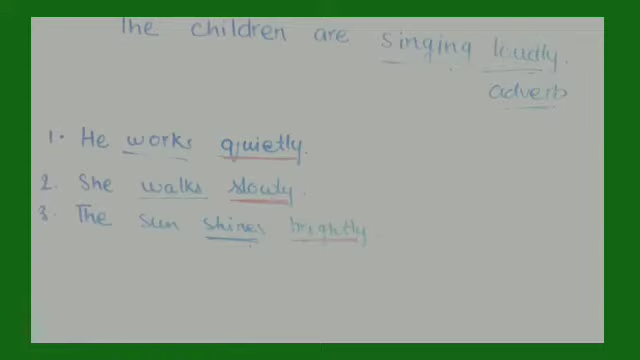 The children are singing loudly.
adverb
1. He works quietly.
2. She walks slowly.
3. The sun shines brightly.